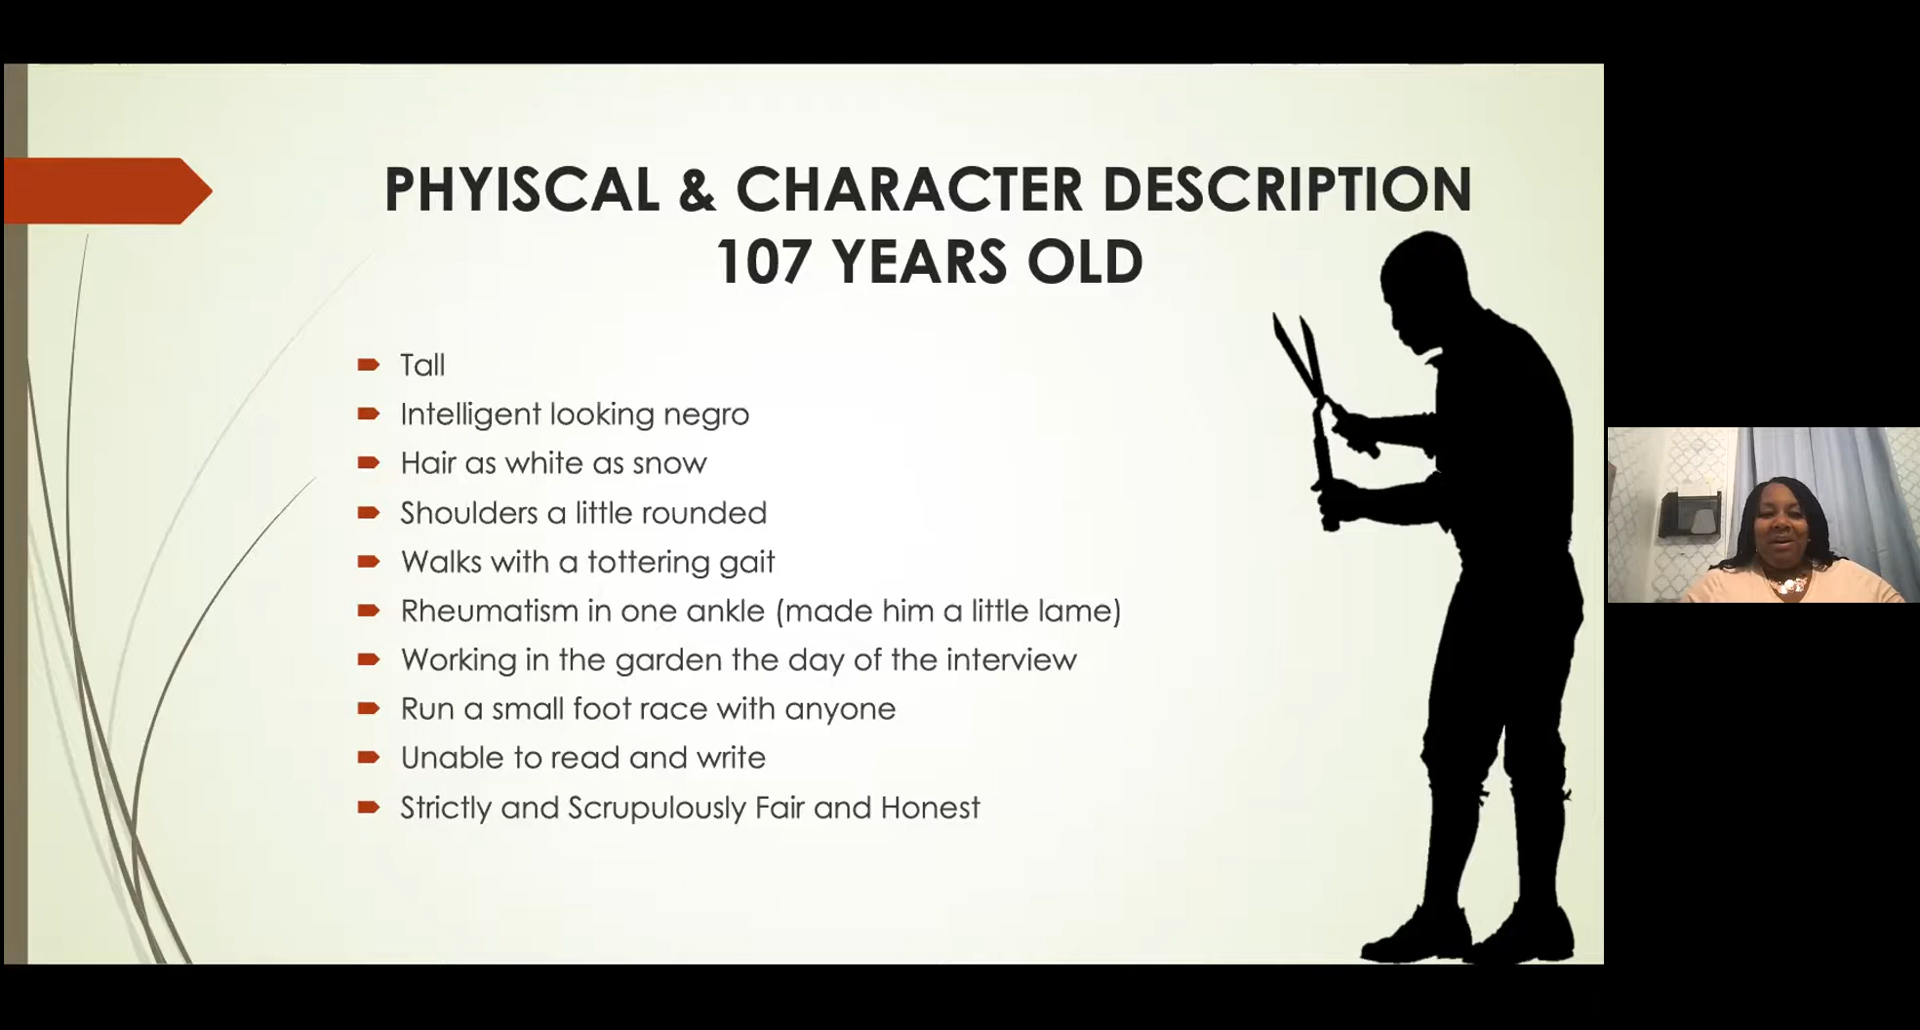 PHYISCAL & CHARACTER DESCRIPTION
107 YEARS OLD
Tall
Intelligent looking negro
Hair as white as snow
Shoulders a little rounded
Walks with a tottering gait
Rheumatism in one ankle (made him a little lame)
Working in the garden the day of the interview
Run a small foot race with anyone
Unable to read and write
Strictly and Scrupulously Fair and Honest